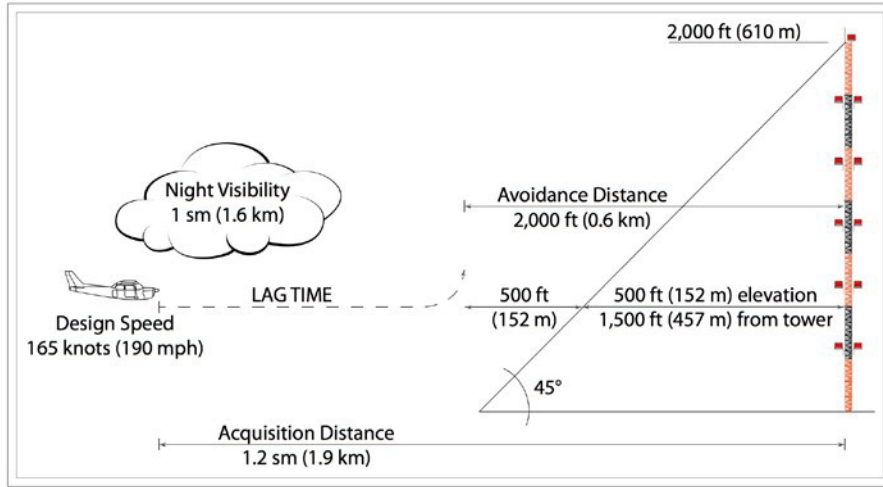 2,000 ft (610 m)
Night Visibility
1 sm (1.6 km)
Avoidance Distance
2,000 ft (0.6 km)
LAG TIME
500 ft
(152 m)
500 ft (152 m) elevation
1,500 ft (457 m) from tower
Design Speed
165 knots (190 mph)
45°
Acquisition Distance
1.2 sm (1.9 km)